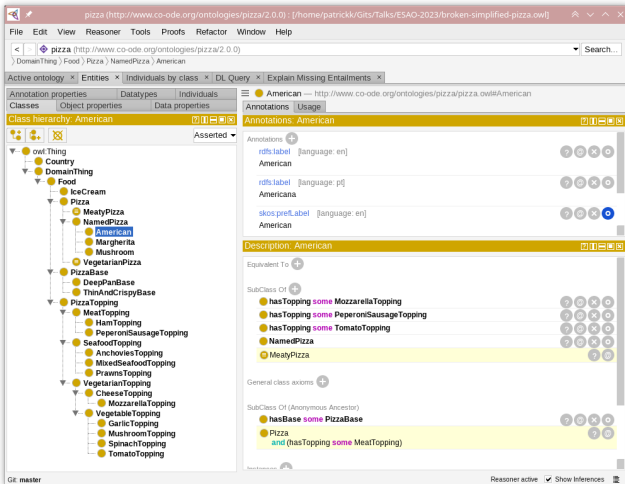 pizza (http://www.co-ode.org/ontologies/pizza/2.0.0) : [/home/patrickk/Gits/Talks/ESAO-2023/broken-simplified-pizza.owl]
File Edit View Reasoner Tools Proofs Refactor Window Help
< > pizza (http://www.co-ode.org/ontologies/pizza/2.0.0) Search...
DomainThing Food Pizza NamedPizza American
Active ontology × Entities × Individuals by class × DL Query × Explain Missing Entailments ×
Annotation properties Datatypes Individuals
Classes Object properties Data properties
Class hierarchy: American
Asserted
owl:Thing
Country
DomainThing
Food
IceCream
Pizza
MeatyPizza
NamedPizza
American
Margherita
Mushroom
VegetarianPizza
PizzaBase
DeepPanBase
ThinAndCrispyBase
PizzaTopping
MeatTopping
HamTopping
PeperoniSausageTopping
SeafoodTopping
AnchoviesTopping
MixedSeafoodTopping
PrawnsTopping
VegetarianTopping
CheeseTopping
MozzarellaTopping
VegetableTopping
GarlicTopping
MushroomTopping
SpinachTopping
TomatoTopping
American — http://www.co-ode.org/ontologies/pizza/pizza.owl#American
Annotations Usage
Annotations: American
Annotations
rdfs:label [language: en]
American
rdfs:label [language: pt]
Americana
skos:prefLabel [language: en]
American
Description: American
Equivalent To
SubClass Of
hasTopping some MozzarellaTopping
hasTopping some PeperoniSausageTopping
hasTopping some TomatoTopping
NamedPizza
MeatyPizza
General class axioms
SubClass Of (Anonymous Ancestor)
hasBase some PizzaBase
Pizza
and (hasTopping some MeatTopping)
Instances
Git: master
Reasoner active Show Inferences